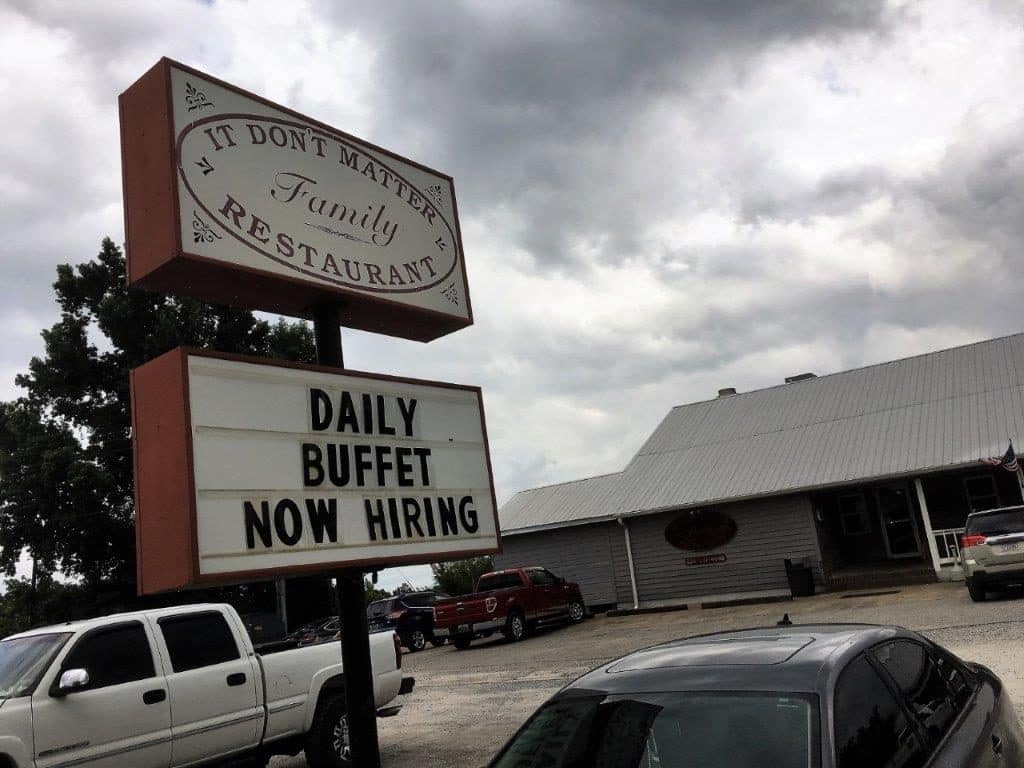 IT DON'T MATTER
Family
RESTAURANT
DAILY
BUFFET
NOW HIRING